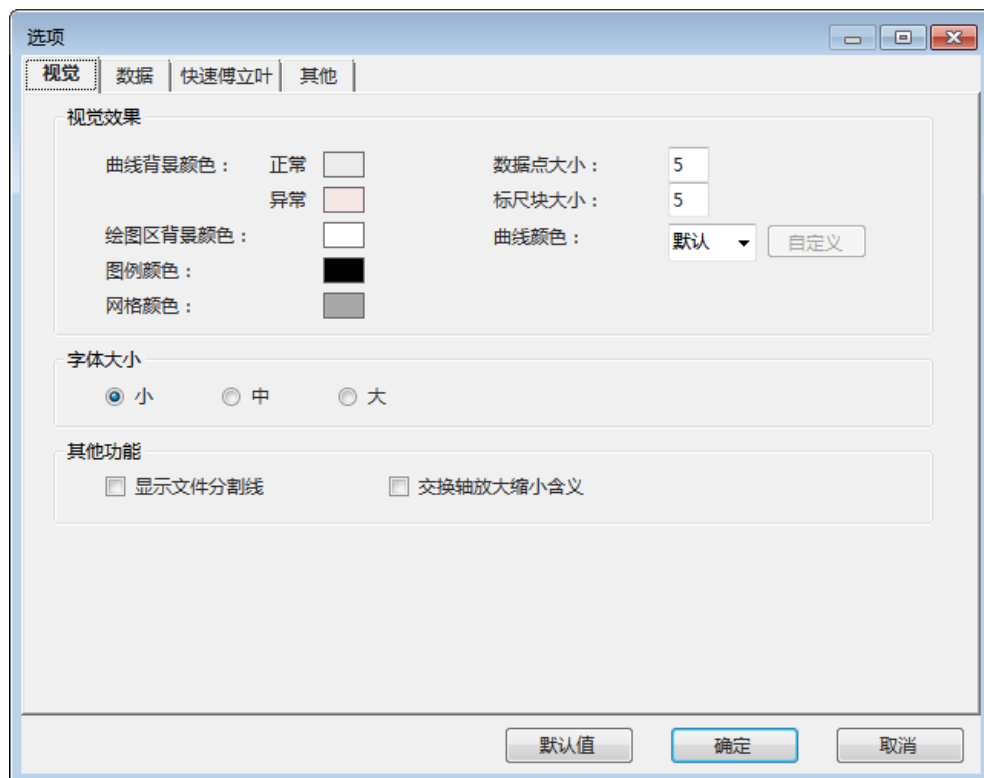 选项
视觉 数据 快速傅立叶 其他
视觉效果
曲线背景颜色： 正常 数据点大小： 5
异常 标尺块大小： 5
绘图区背景颜色： 曲线颜色： 默认 自定义
图例颜色：
网格颜色：
字体大小
小 中 大
其他功能
显示文件分割线 交换轴放大缩小含义
默认值 确定 取消